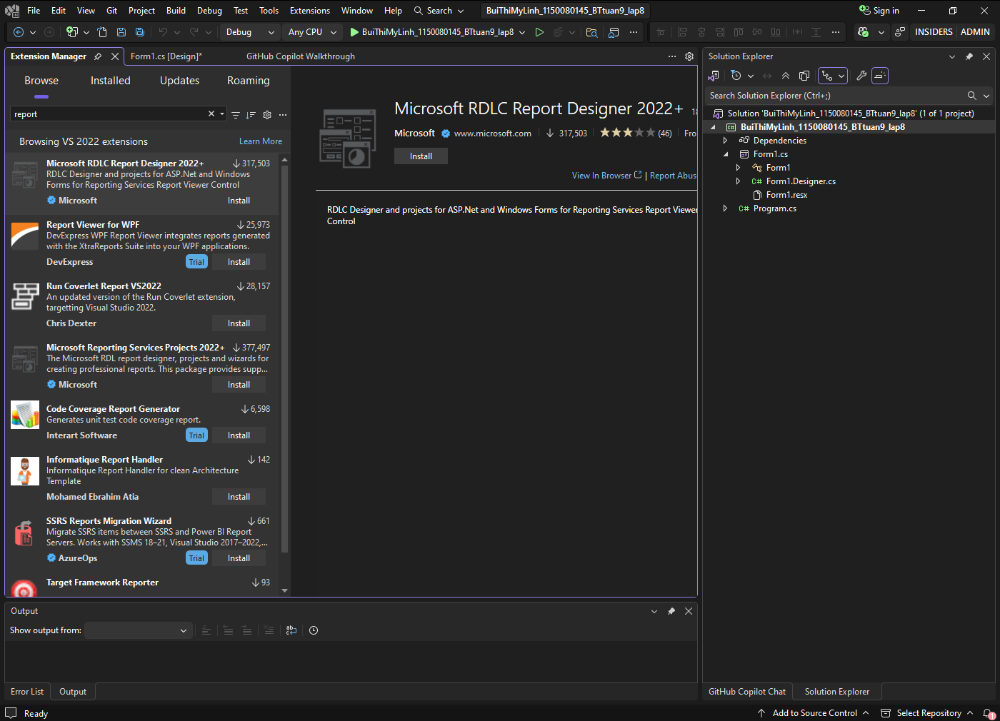 File Edit View Git Project Build Debug Test Tools Extensions Window Help Search BuiThiMyLinh_1150080145_BTtuan9_lap8 Sign in
Debug Any CPU BuiThiMyLinh_1150080145_BTtuan9_lap8 INSIDERS ADMIN
Extension Manager Form1.cs [Design]* GitHub Copilot Walkthrough
Browse Installed Updates Roaming
report
Browsing VS 2022 extensions Learn More
Microsoft RDLC Report Designer 2022+ 317,503
RDLC Designer and projects for ASP.Net and Windows
Forms for Reporting Services Report Viewer Control
Microsoft Install
Report Viewer for WPF 25,973
DevExpress WPF Report Viewer integrates reports generated
with the XtraReports Suite into your WPF applications.
DevExpress Trial Install
Run Coverlet Report VS2022 28,157
An updated version of the Run Coverlet extension,
targetting Visual Studio 2022.
Chris Dexter Install
Microsoft Reporting Services Projects 2022+ 377,497
The Microsoft RDL report designer, projects and wizards for
creating professional reports. This package provides supp...
Microsoft Install
Code Coverage Report Generator 6,598
Generates unit test code coverage report.
Interart Software Trial Install
Informatique Report Handler 142
Informatique Report Handler for clean Architecture
Template
Mohamed Ebrahim Atia Install
SSRS Reports Migration Wizard 661
Migrate SSRS items between SSRS and Power BI Report
Servers. Works with SSMS 18–21, Visual Studio 2017–2022,...
AzureOps Trial Install
Target Framework Reporter 93
Microsoft RDLC Report Designer 2022+
Microsoft www.microsoft.com 317,503 (46) Fro
Install
View In Browser | Report Abus
RDLC Designer and projects for ASP.Net and Windows Forms for Reporting Services Report Viewer
Control
Solution Explorer
Search Solution Explorer (Ctrl+;)
Solution 'BuiThiMyLinh_1150080145_BTtuan9_lap8' (1 of 1 project)
BuiThiMyLinh_1150080145_BTtuan9_lap8
Dependencies
Form1.cs
Form1
C# Form1.Designer.cs
Form1.resx
C# Program.cs
Output
Show output from:
Error List Output
GitHub Copilot Chat Solution Explorer
Ready Add to Source Control Select Repository 1